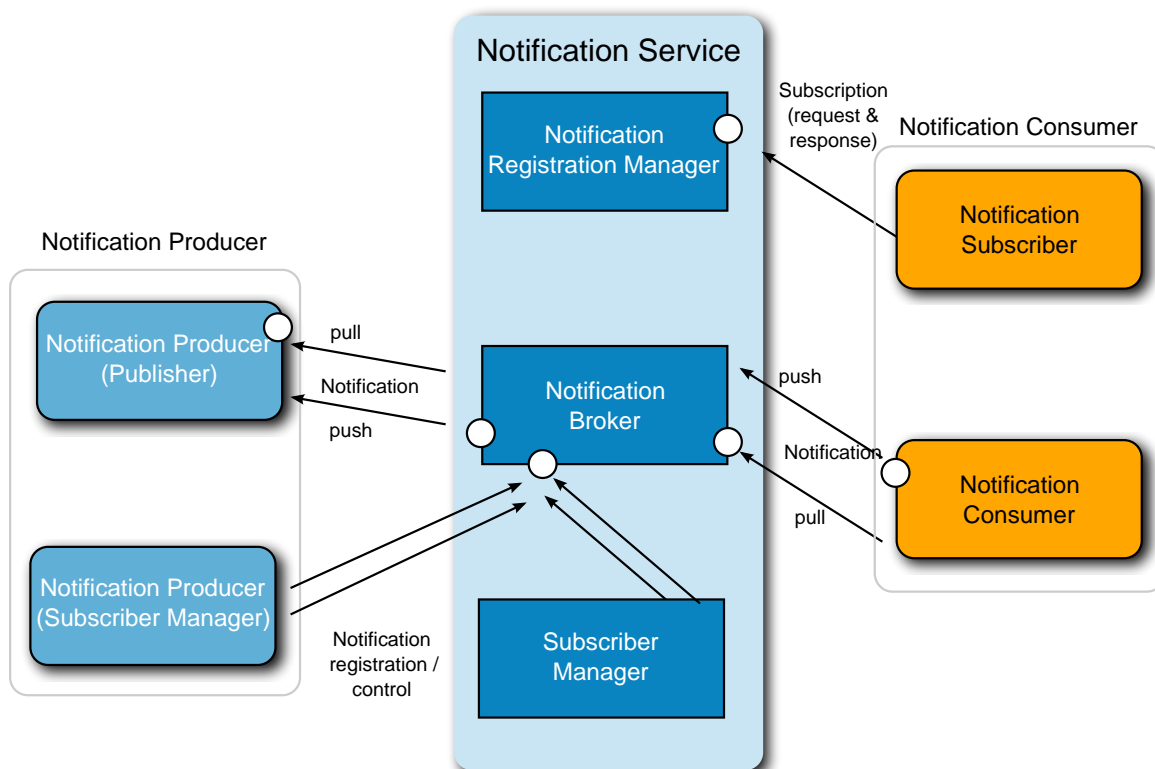 Notification Service
Notification
Registration Manager
Subscription
(request &
response)
Notification Consumer
Notification
Subscriber
Notification Producer
Notification Producer
(Publisher)
pull
Notification
push
Notification
Broker
push
Notification
pull
Notification
Consumer
Notification Producer
(Subscriber Manager)
Notification
registration /
control
Subscriber
Manager